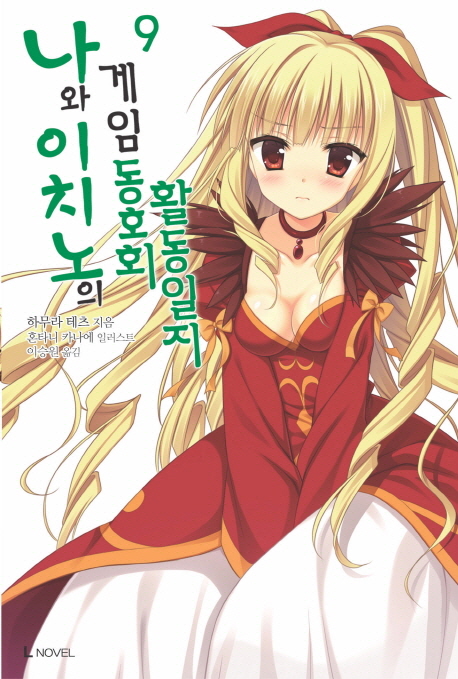 나와 이치노의
게임동호회
활동일지
9
하무라 테츠 지음
혼타니 카나에 일러스트
이승원 옮김
L NOVEL